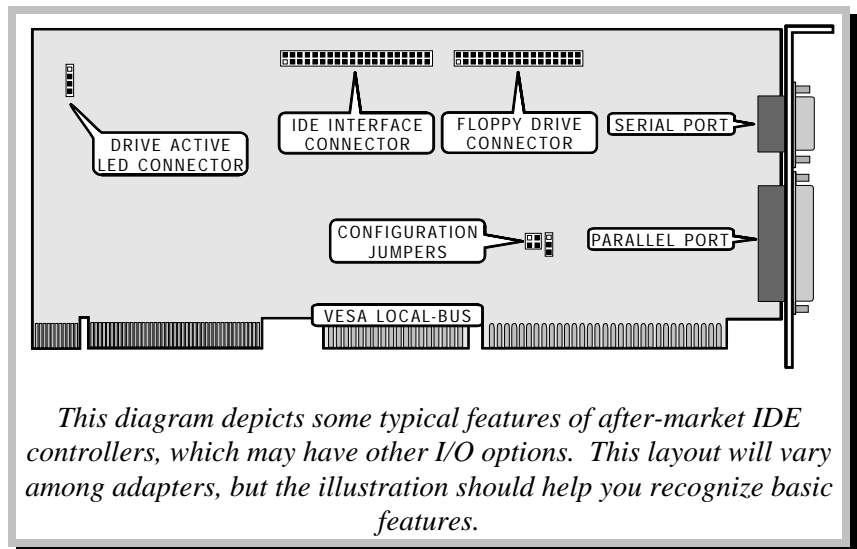 DRIVE ACTIVE
LED CONNECTOR
IDE INTERFACE
CONNECTOR
FLOPPY DRIVE
CONNECTOR
SERIAL PORT
CONFIGURATION
JUMPERS
PARALLEL PORT
VESA LOCAL-BUS
This diagram depicts some typical features of after-market IDE
controllers, which may have other I/O options.  This layout will vary
among adapters, but the illustration should help you recognize basic
features.